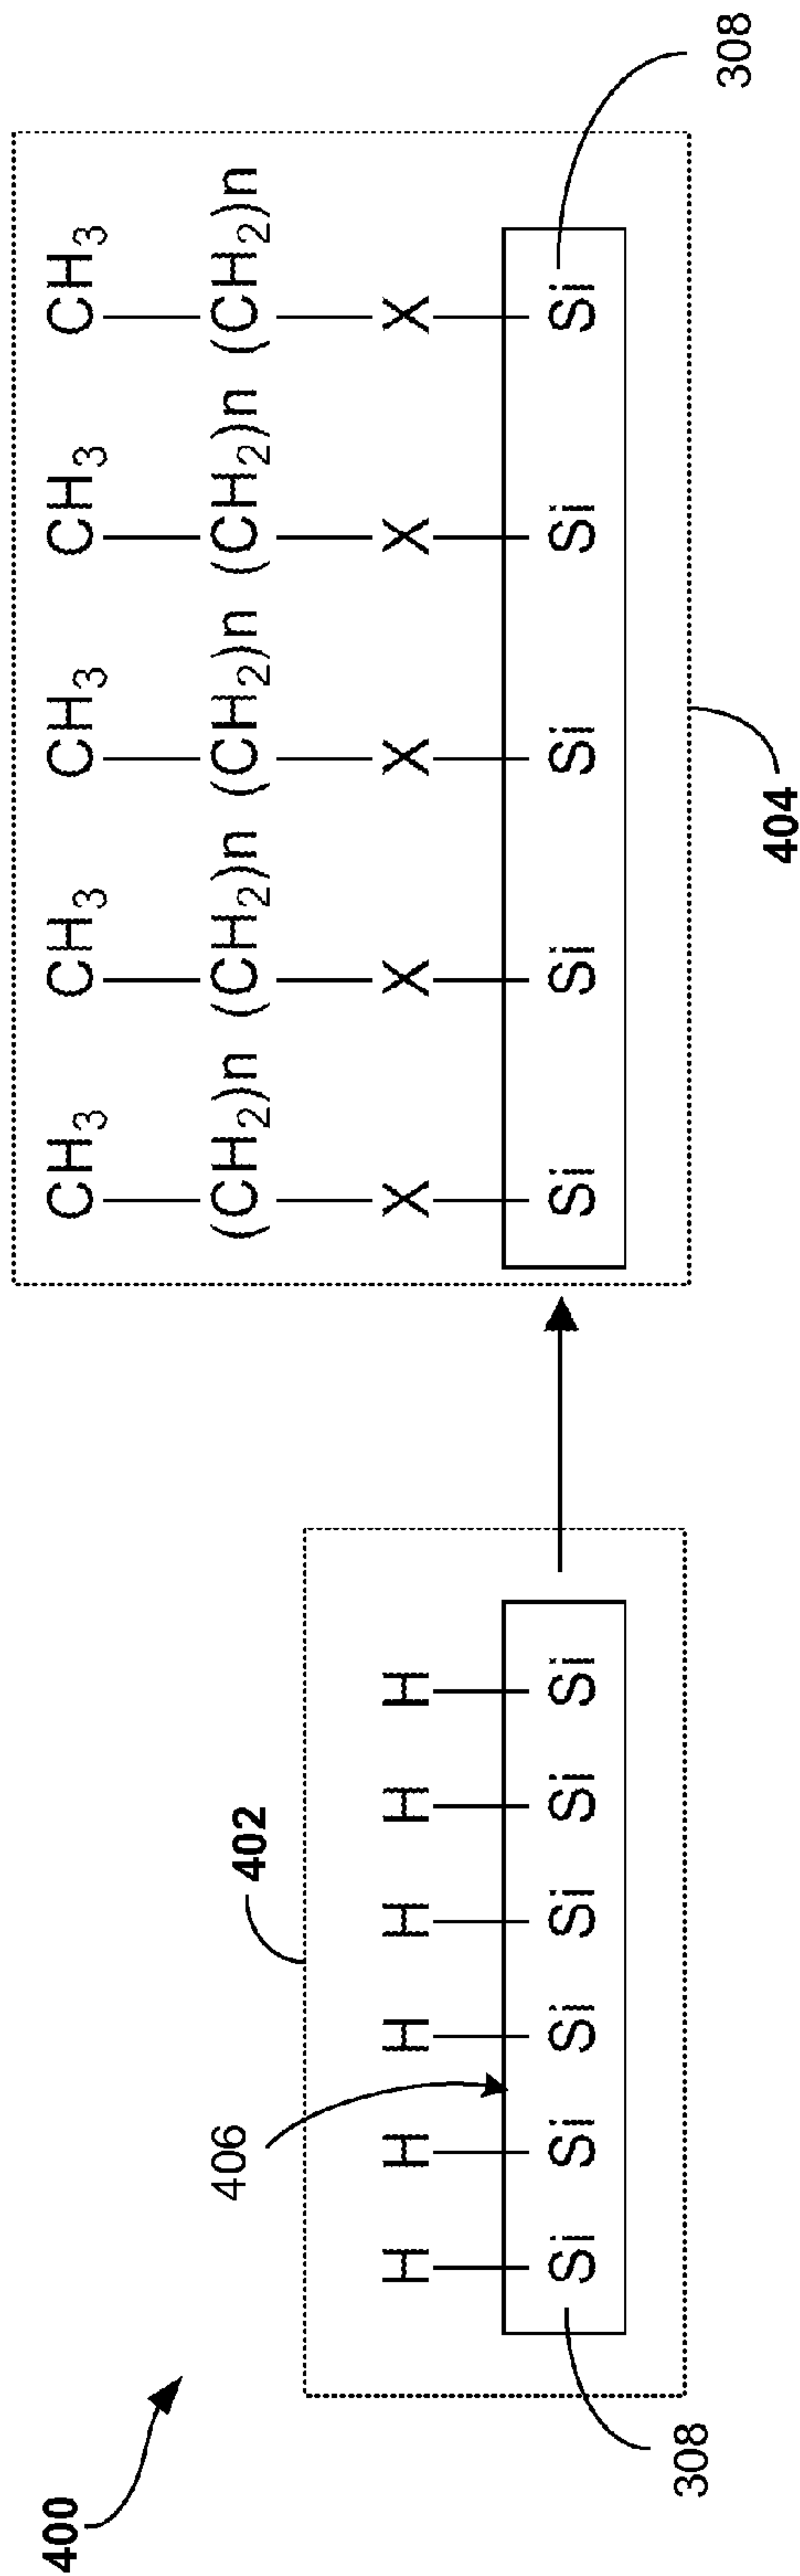 400
402
406
H H H H H H
Si Si Si Si Si Si
308
CH₃ CH₃ CH₃ CH₃ CH₃
(CH₂)n (CH₂)n (CH₂)n (CH₂)n (CH₂)n
X X X X X
Si Si Si Si Si
308
404